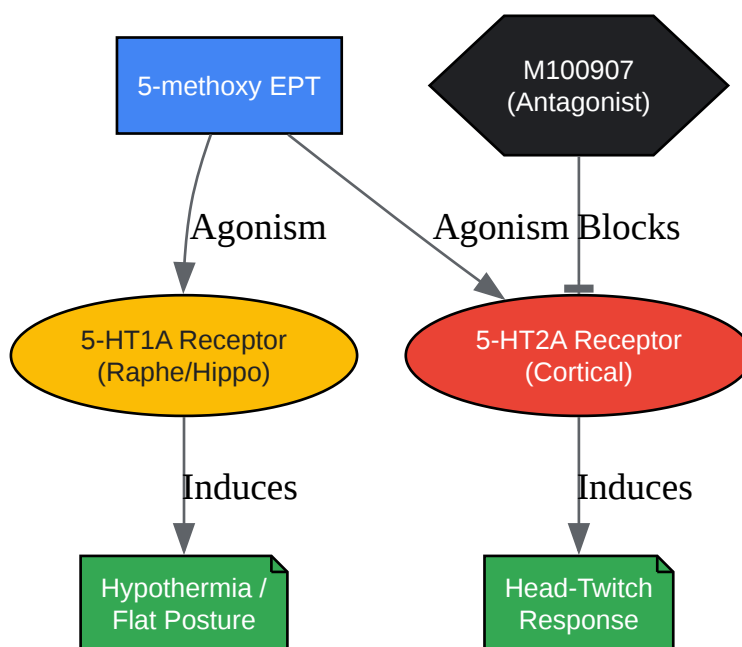 5-methoxy EPT
M100907
(Antagonist)
Agonism
Agonism
Blocks
5-HT1A Receptor
(Raphe/Hippo)
5-HT2A Receptor
(Cortical)
Induces
Induces
Hypothermia /
Flat Posture
Head-Twitch
Response